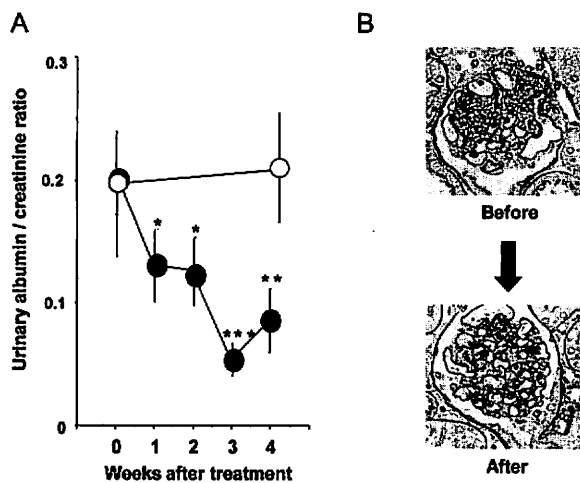 A
B
Urinary albumin / creatinine ratio
0.3
0.2
0.1
0
*
*
***
**
0 1 2 3 4
Weeks after treatment
Before
After